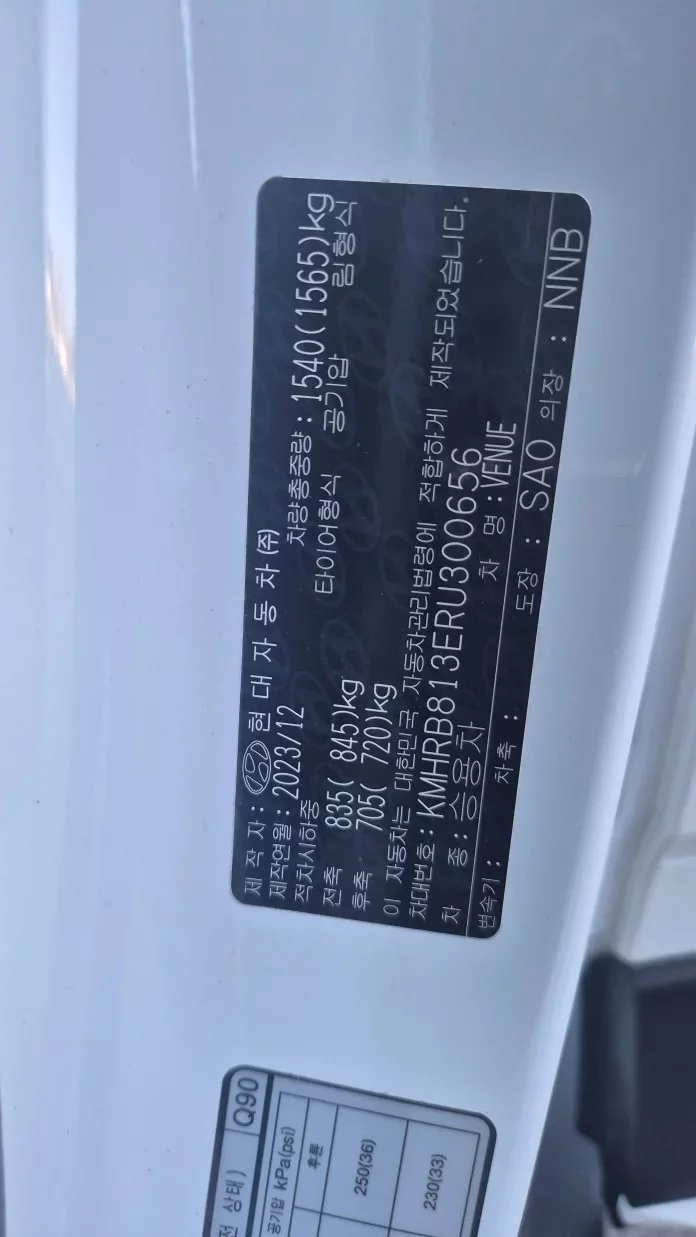 제 작 자 : 현 대 자 동 차 (주)
제작연월 : 2023/12 차량총중량 : 1540(1565)kg
적차시하중 타이어형식 공기압 림형식
전축 835( 845)kg
후축 705( 720)kg
이 자동차는 대한민국 자동차관리법령에 적합하게 제작되었습니다.
차대번호 : KMHRB813ERU300656
차 종 : 승용차 차 명 : VENUE
변속기 : 차축 : 도장 : SAO 의장 : NNB
상태) Q90
공기압 kPa(psi)
후륜
250(36)
230(33)